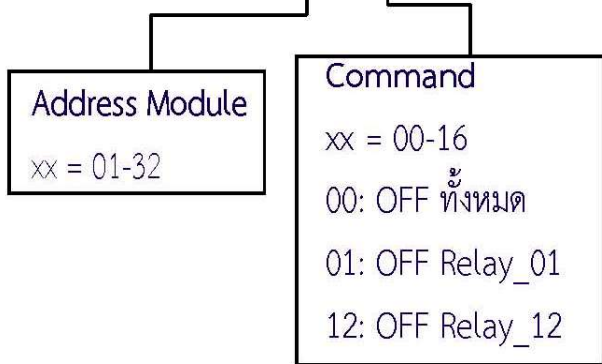 Address Module
xx = 01-32
Command
xx = 00-16
00: OFF ทั้งหมด
01: OFF Relay_01
12: OFF Relay_12